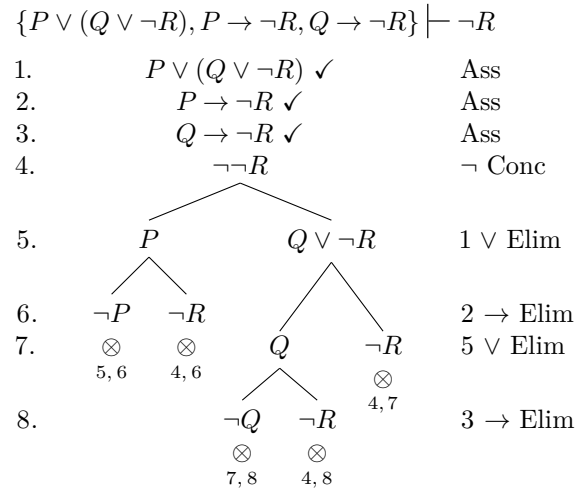 {P ∨ (Q ∨ ¬R), P → ¬R, Q → ¬R} ⊢ ¬R
1. P ∨ (Q ∨ ¬R) ✓ Ass
2. P → ¬R ✓ Ass
3. Q → ¬R ✓ Ass
4. ¬¬R ¬ Conc
5. P Q ∨ ¬R 1 ∨ Elim
6. ¬P ¬R 2 → Elim
7. ⊗ ⊗ Q ¬R 5 ∨ Elim
5, 6 4, 6 ⊗
4, 7
8. ¬Q ¬R 3 → Elim
⊗ ⊗
7, 8 4, 8